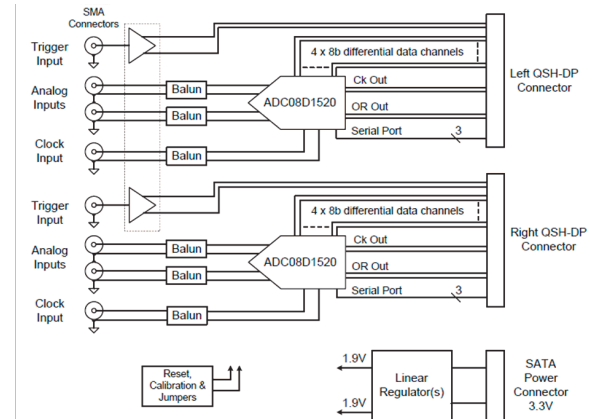 SMA
Connectors
Trigger
Input
4 x 8b differential data channels
Analog
Inputs
Balun
Balun
ADC08D1520
Ck Out
OR Out
Serial Port
3
Left QSH-DP
Connector
Clock
Input
Balun
Trigger
Input
4 x 8b differential data channels
Analog
Inputs
Balun
Balun
ADC08D1520
Ck Out
OR Out
Serial Port
3
Right QSH-DP
Connector
Clock
Input
Balun
Reset,
Calibration &
Jumpers
1.9V
1.9V
Linear
Regulator(s)
SATA
Power
Connector
3.3V